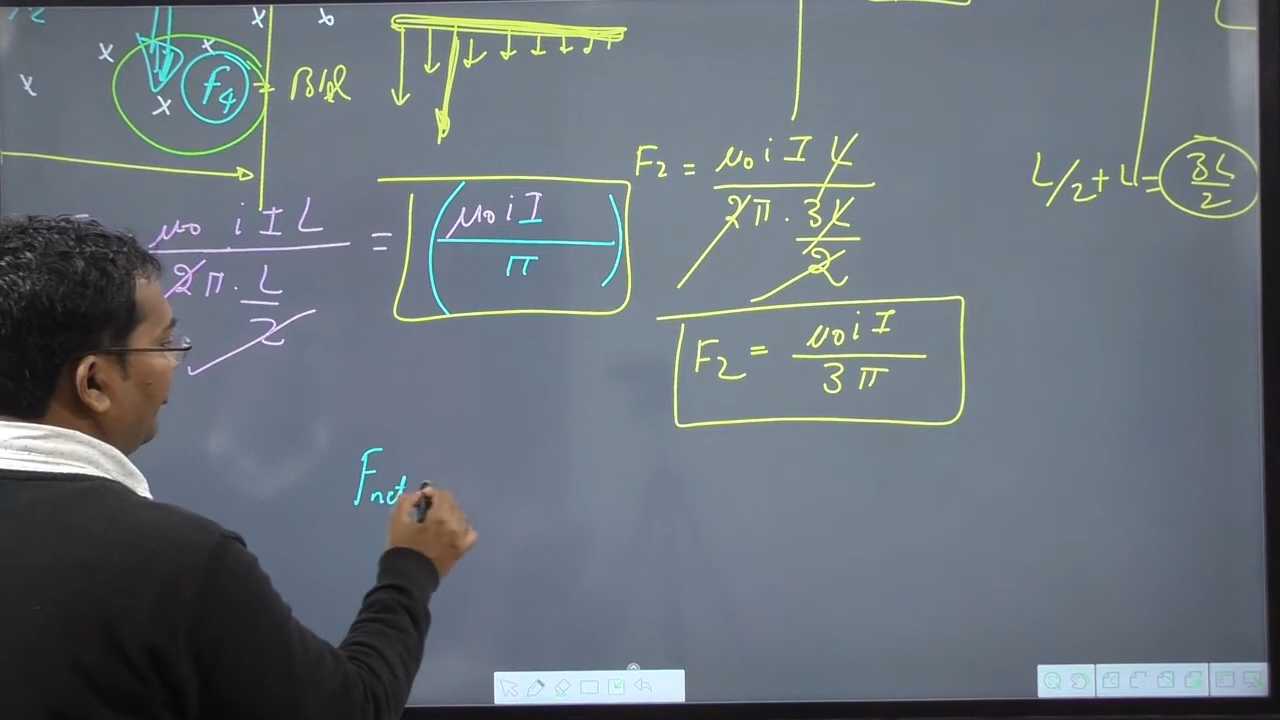 x x
x x
x x f₄ = Bil
F₂ = μ₀ i I L / 2π · 3L/2
L/2 + L = 3L/2
μ₀ i I L / 2π · L/2 = (μ₀ i I / π)
F₂ = μ₀ i I / 3π
Fnet